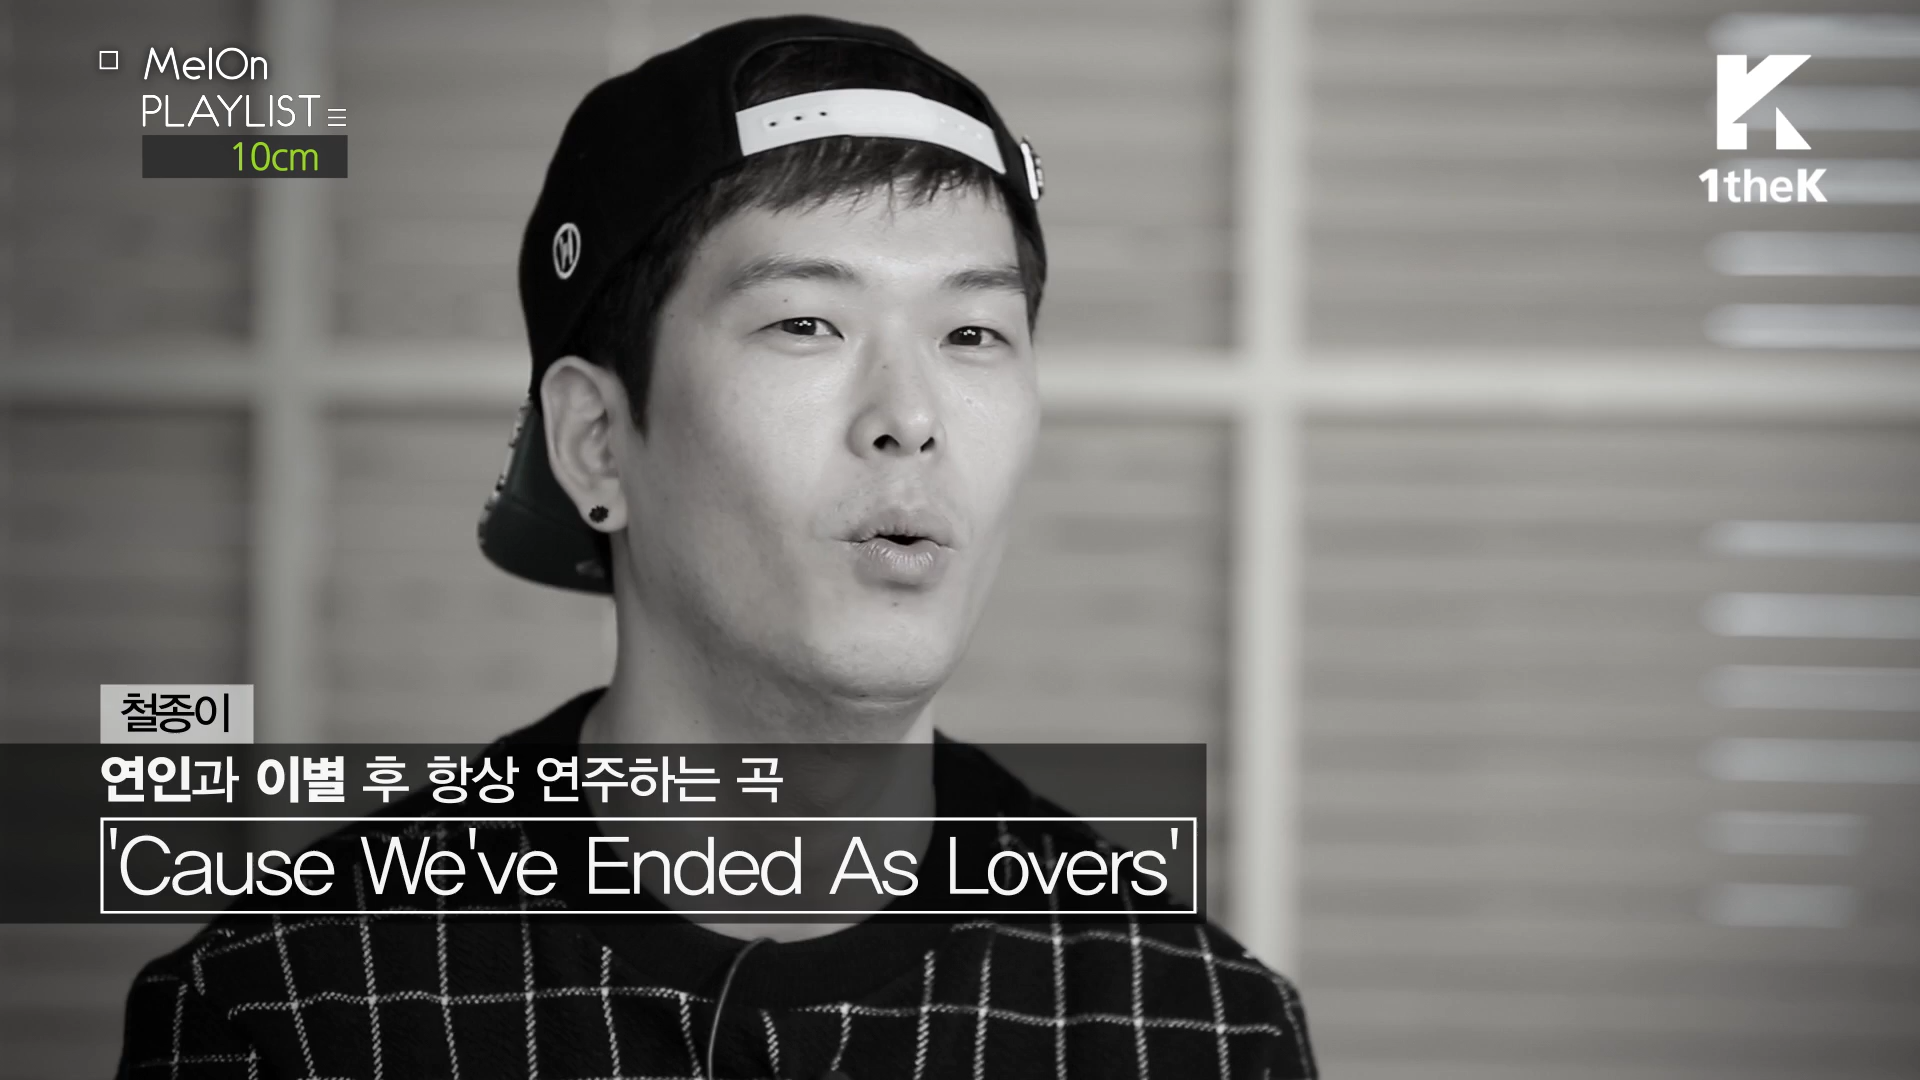 MelOn
PLAYLIST
10cm
1theK
철종이
연인과 이별 후 항상 연주하는 곡
'Cause We've Ended As Lovers'